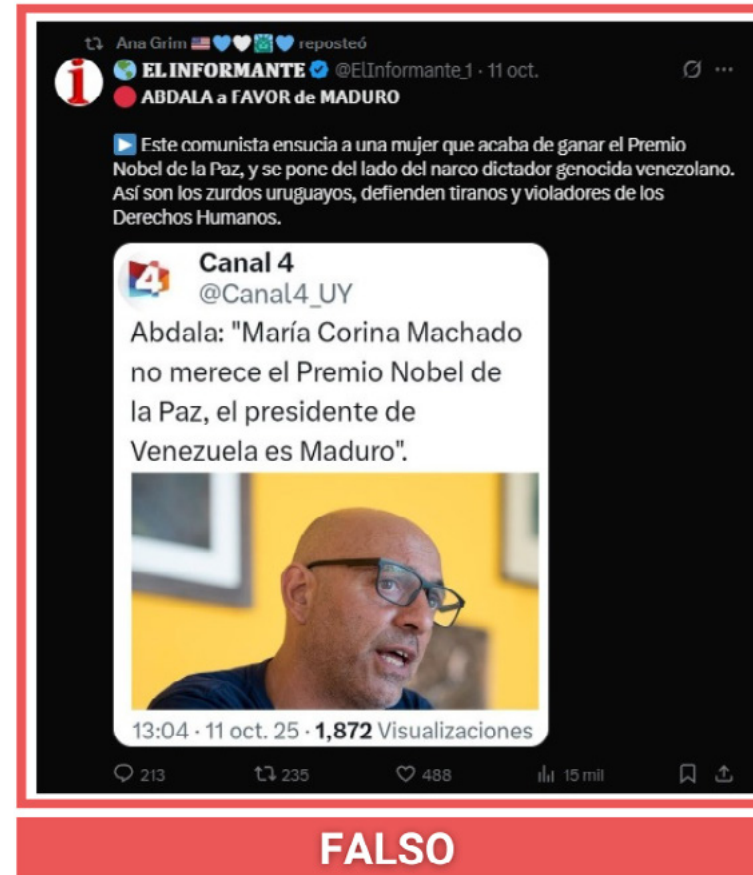 Ana Grim 🇺🇸💙🤍🗽💙 reposteó
🌎 EL INFORMANTE @ElInformante_1 · 11 oct.
🔴 ABDALA a FAVOR de MADURO
▶️ Este comunista ensucia a una mujer que acaba de ganar el Premio
Nobel de la Paz, y se pone del lado del narco dictador genocida venezolano.
Así son los zurdos uruguayos, defienden tiranos y violadores de los
Derechos Humanos.
4
Canal 4
@Canal4_UY
Abdala: "María Corina Machado
no merece el Premio Nobel de
la Paz, el presidente de
Venezuela es Maduro".
13:04 · 11 oct. 25 · 1,872 Visualizaciones
213 235 488 15 mil
FALSO